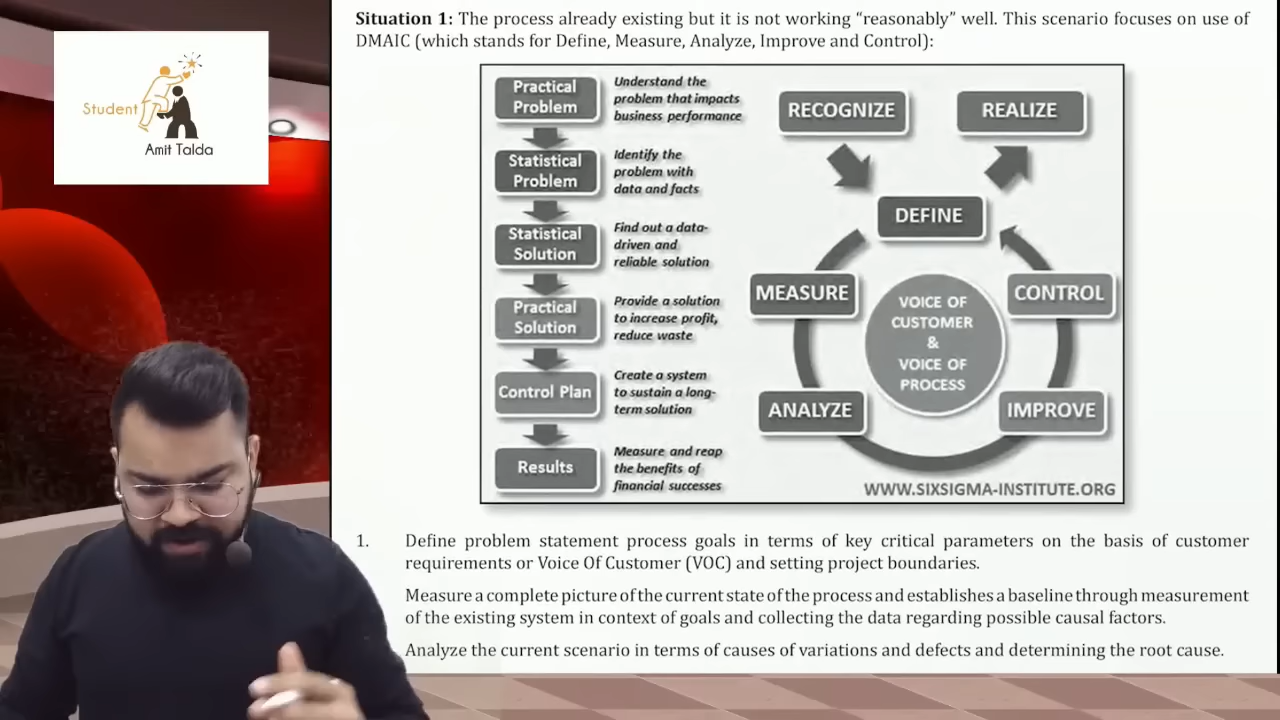 Situation 1: The process already existing but it is not working “reasonably” well. This scenario focuses on use of
DMAIC (which stands for Define, Measure, Analyze, Improve and Control):
Student
Amit Talda
Practical
Problem
Understand the
problem that impacts
business performance
Statistical
Problem
Identify the
problem with
data and facts
Statistical
Solution
Find out a data-
driven and
reliable solution
Practical
Solution
Provide a solution
to increase profit,
reduce waste
Control Plan
Create a system
to sustain a long-
term solution
Results
Measure and reap
the benefits of
financial successes
RECOGNIZE
REALIZE
DEFINE
MEASURE
CONTROL
VOICE OF
CUSTOMER
&
VOICE OF
PROCESS
ANALYZE
IMPROVE
WWW.SIXSIGMA-INSTITUTE.ORG
1. Define problem statement process goals in terms of key critical parameters on the basis of customer
requirements or Voice Of Customer (VOC) and setting project boundaries.
Measure a complete picture of the current state of the process and establishes a baseline through measurement
of the existing system in context of goals and collecting the data regarding possible causal factors.
Analyze the current scenario in terms of causes of variations and defects and determining the root cause.